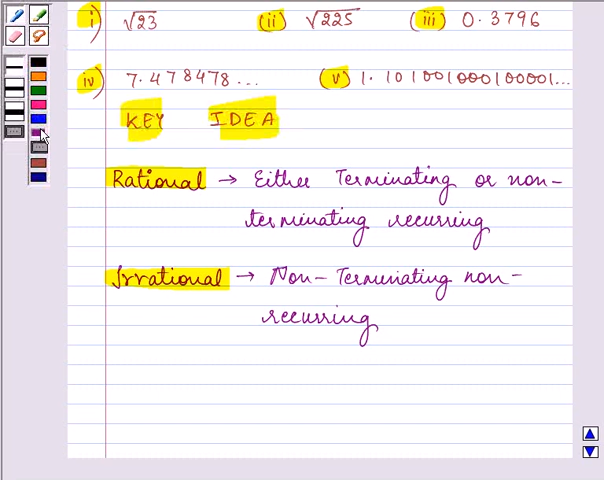 i) √23 (ii) √225 (iii) 0.3796
iv) 7.478478... (v) 1.101001000100001...
KEY IDEA
Rational → Either Terminating or non-
terminating recurring
Irrational → Non-Terminating non-
recurring